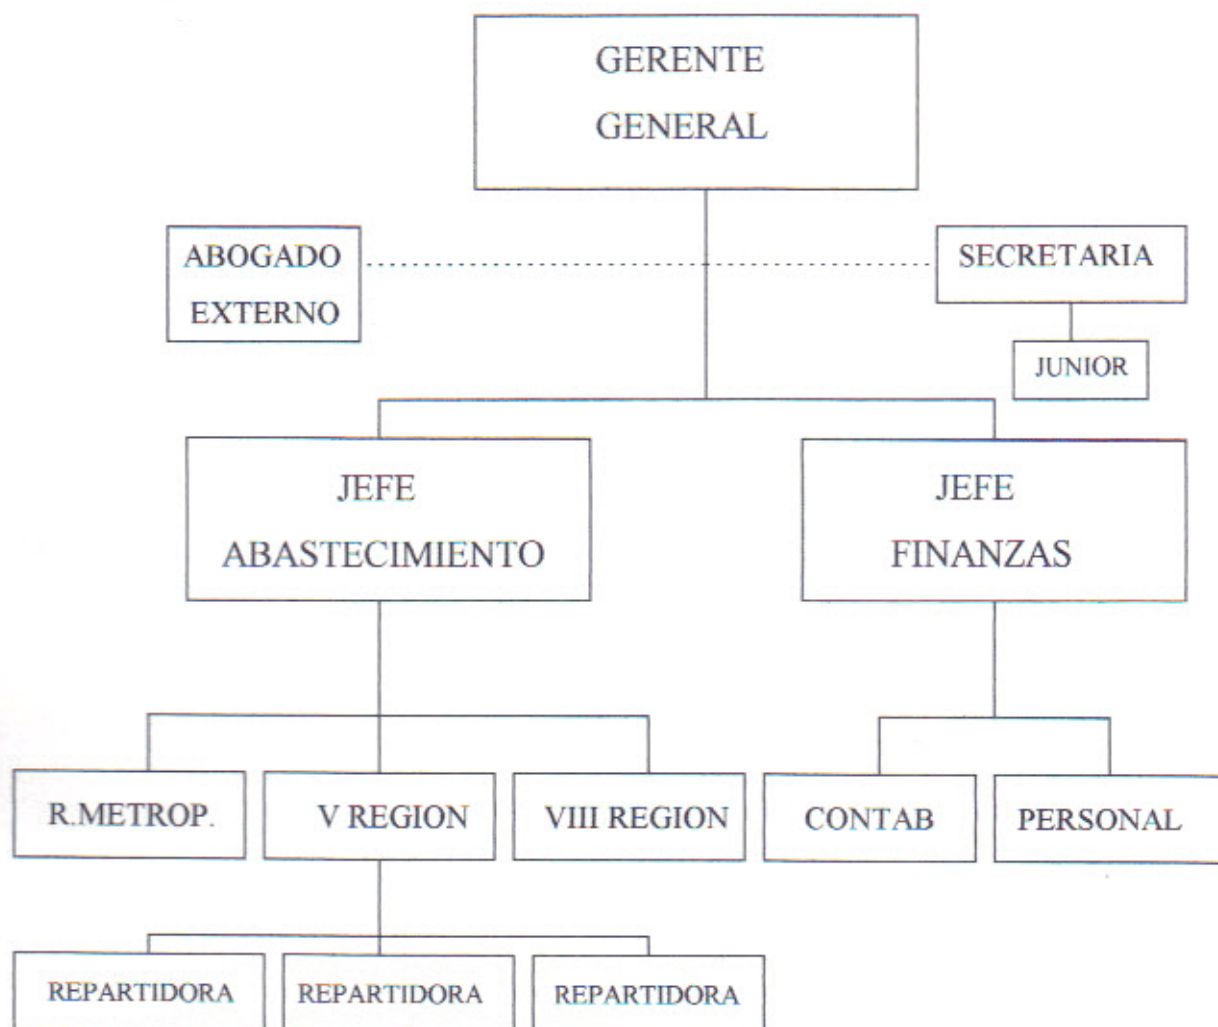 GERENTE
GENERAL
ABOGADO
EXTERNO
SECRETARIA
JUNIOR
JEFE
ABASTECIMIENTO
JEFE
FINANZAS
R.METROP.
V REGION
VIII REGION
CONTAB
PERSONAL
REPARTIDORA
REPARTIDORA
REPARTIDORA